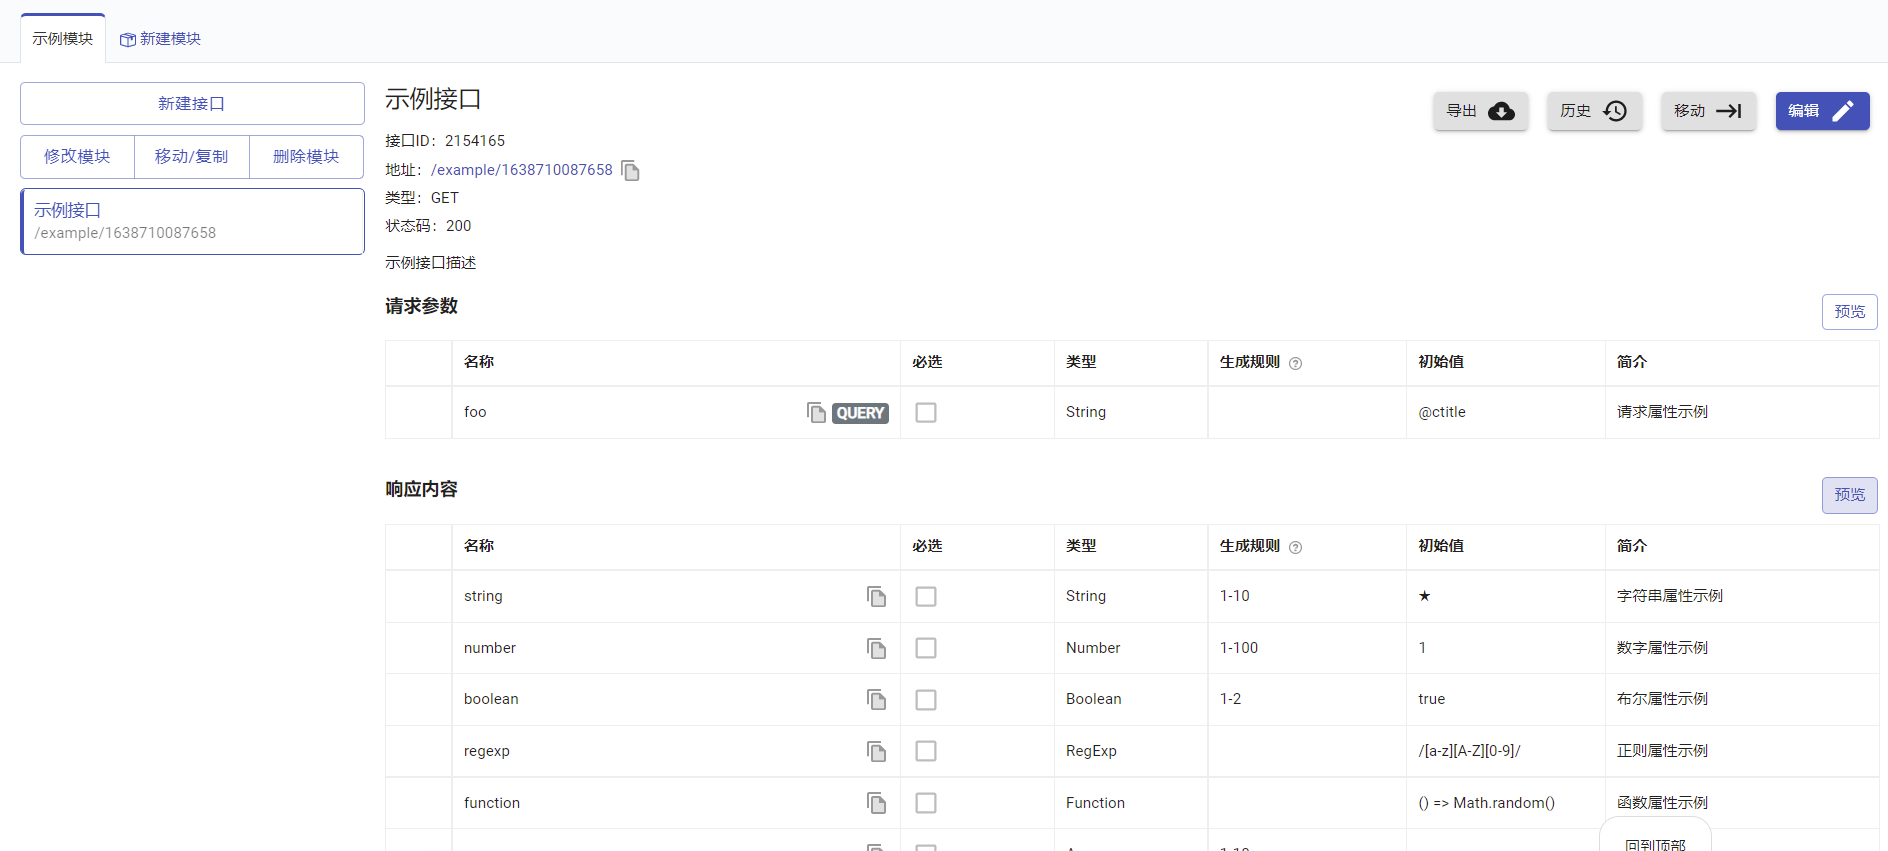 示例模块
新建模块
新建接口
修改模块
移动/复制
删除模块
示例接口
/example/1638710087658
示例接口
导出
历史
移动
编辑
接口ID：2154165
地址：/example/1638710087658
类型：GET
状态码：200
示例接口描述
请求参数
预览
名称 必选 类型 生成规则 初始值 简介
foo QUERY String @ctitle 请求属性示例
响应内容
预览
名称 必选 类型 生成规则 初始值 简介
string String 1-10 ★ 字符串属性示例
number Number 1-100 1 数字属性示例
boolean Boolean 1-2 true 布尔属性示例
regexp RegExp /[a-z][A-Z][0-9]/ 正则属性示例
function Function () => Math.random() 函数属性示例
回到顶部